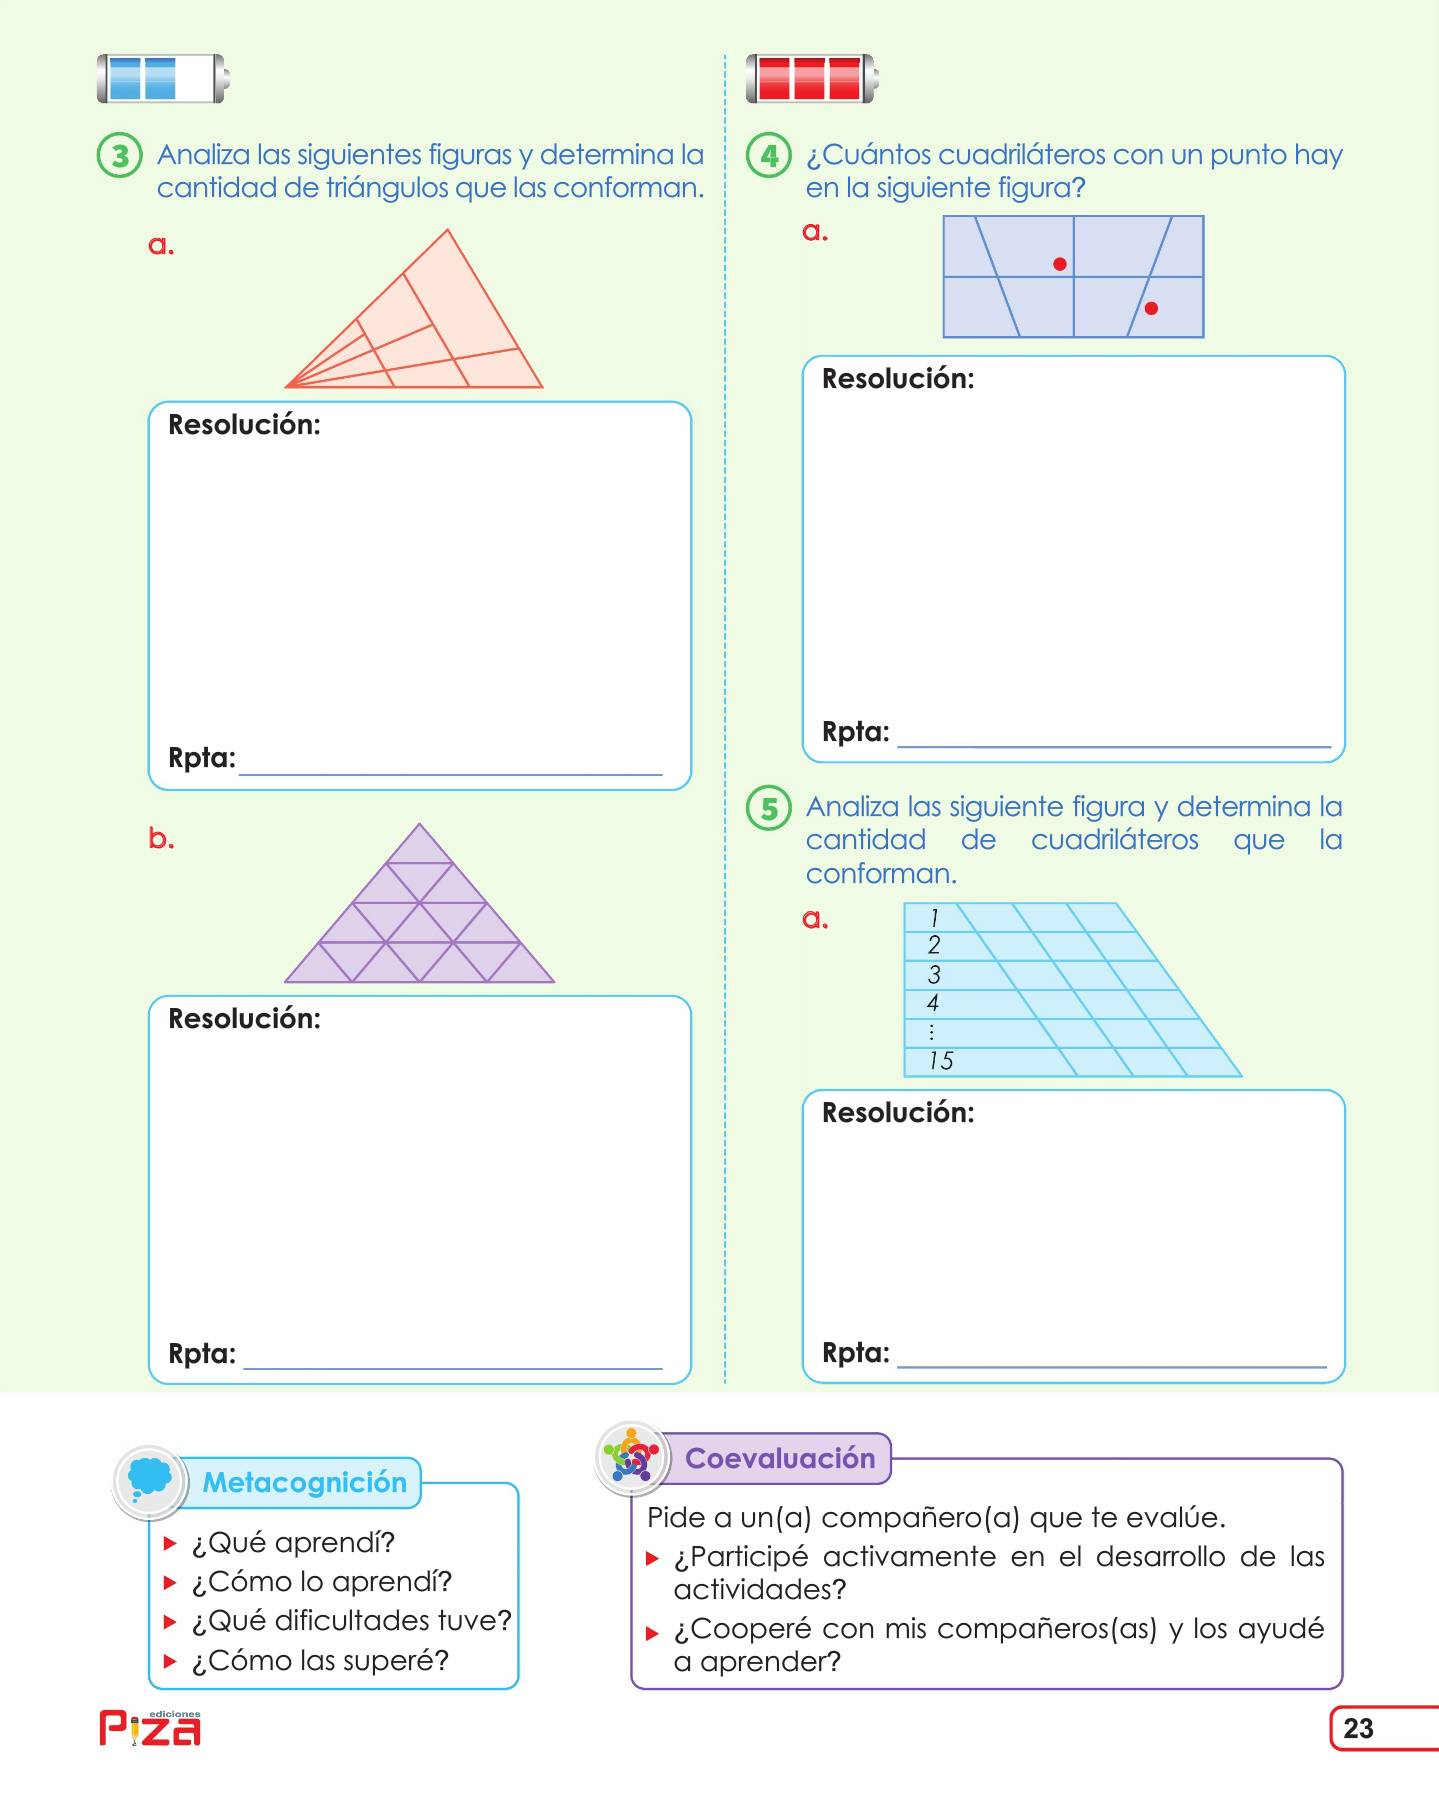 3 Analiza las siguientes figuras y determina la
cantidad de triángulos que las conforman.
a.
Resolución:
Rpta:
b.
Resolución:
Rpta:
4 ¿Cuántos cuadriláteros con un punto hay
en la siguiente figura?
a.
Resolución:
Rpta:
5 Analiza las siguiente figura y determina la
cantidad de cuadriláteros que la
conforman.
a.
1
2
3
4
⋮
15
Resolución:
Rpta:
Metacognición
¿Qué aprendí?
¿Cómo lo aprendí?
¿Qué dificultades tuve?
¿Cómo las superé?
Coevaluación
Pide a un(a) compañero(a) que te evalúe.
¿Participé activamente en el desarrollo de las
actividades?
¿Cooperé con mis compañeros(as) y los ayudé
a aprender?
ediciones
Piza
23